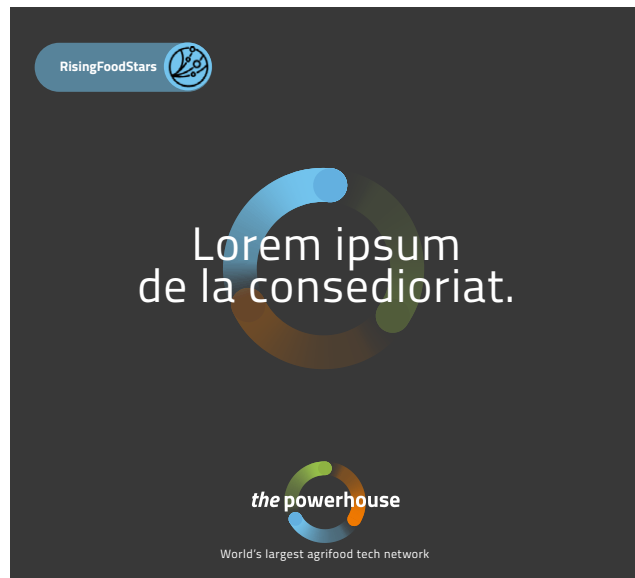 RisingFoodStars
Lorem ipsum
de la consedioriat.
the powerhouse
World's largest agrifood tech network